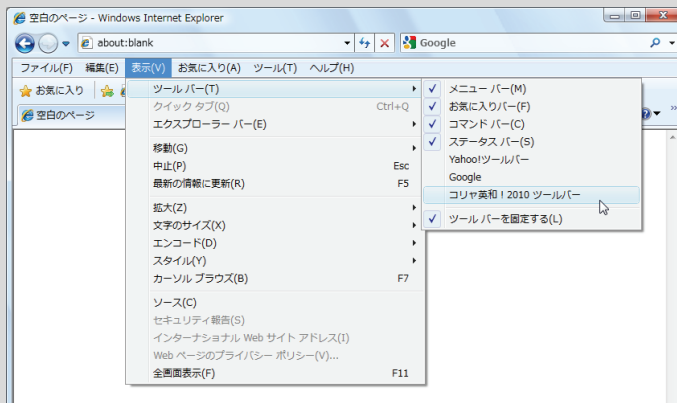 空白のページ - Windows Internet Explorer
about:blank
Google
ファイル(F) 編集(E) 表示(V) お気に入り(A) ツール(T) ヘルプ(H)
お気に入り
空白のページ
ツール バー(T)
クイック タブ(Q) Ctrl+Q
エクスプローラー バー(E)
移動(G)
中止(P) Esc
最新の情報に更新(R) F5
拡大(Z)
文字のサイズ(X)
エンコード(D)
スタイル(Y)
カーソル ブラウズ(B) F7
ソース(C)
セキュリティ報告(S)
インターナショナル Web サイト アドレス(I)
Web ページのプライバシー ポリシー(V)...
全画面表示(F) F11
メニュー バー(M)
お気に入りバー(F)
コマンド バー(C)
ステータス バー(S)
Yahoo!ツールバー
Google
コリャ英和！2010 ツールバー
ツール バーを固定する(L)